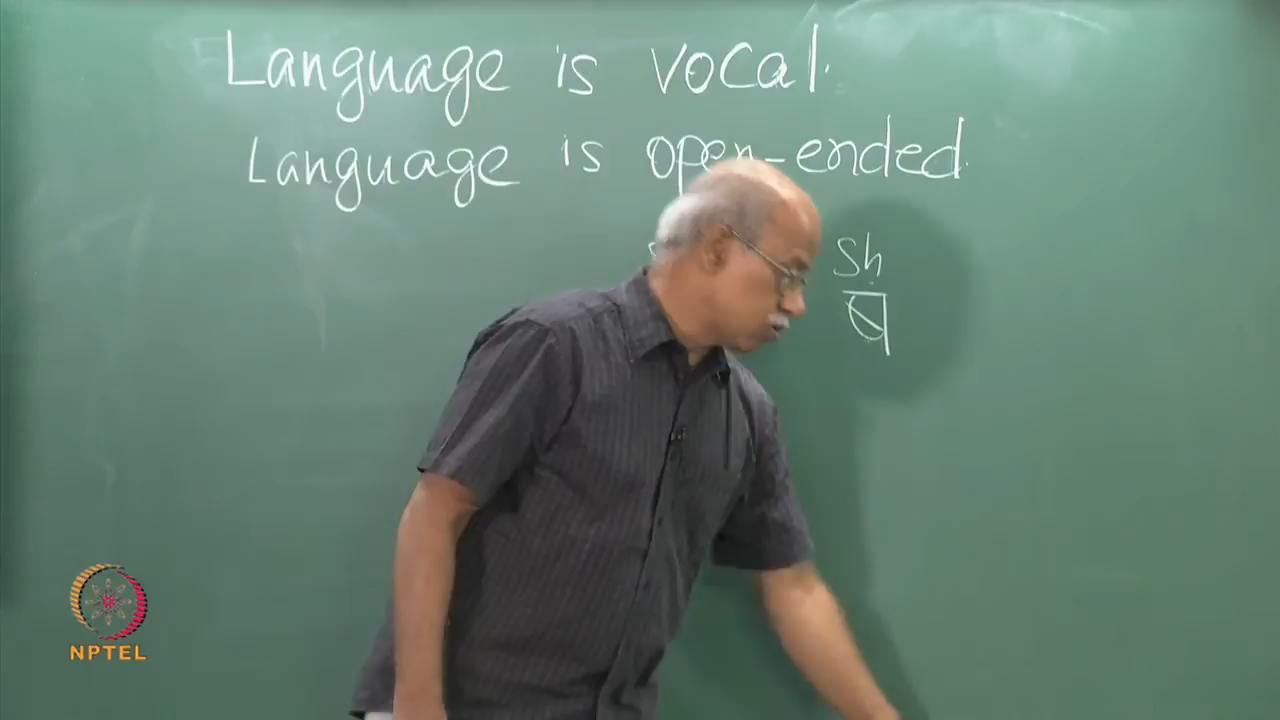 Language is vocal.
Language is open-ended.
Sh
ष
NPTEL